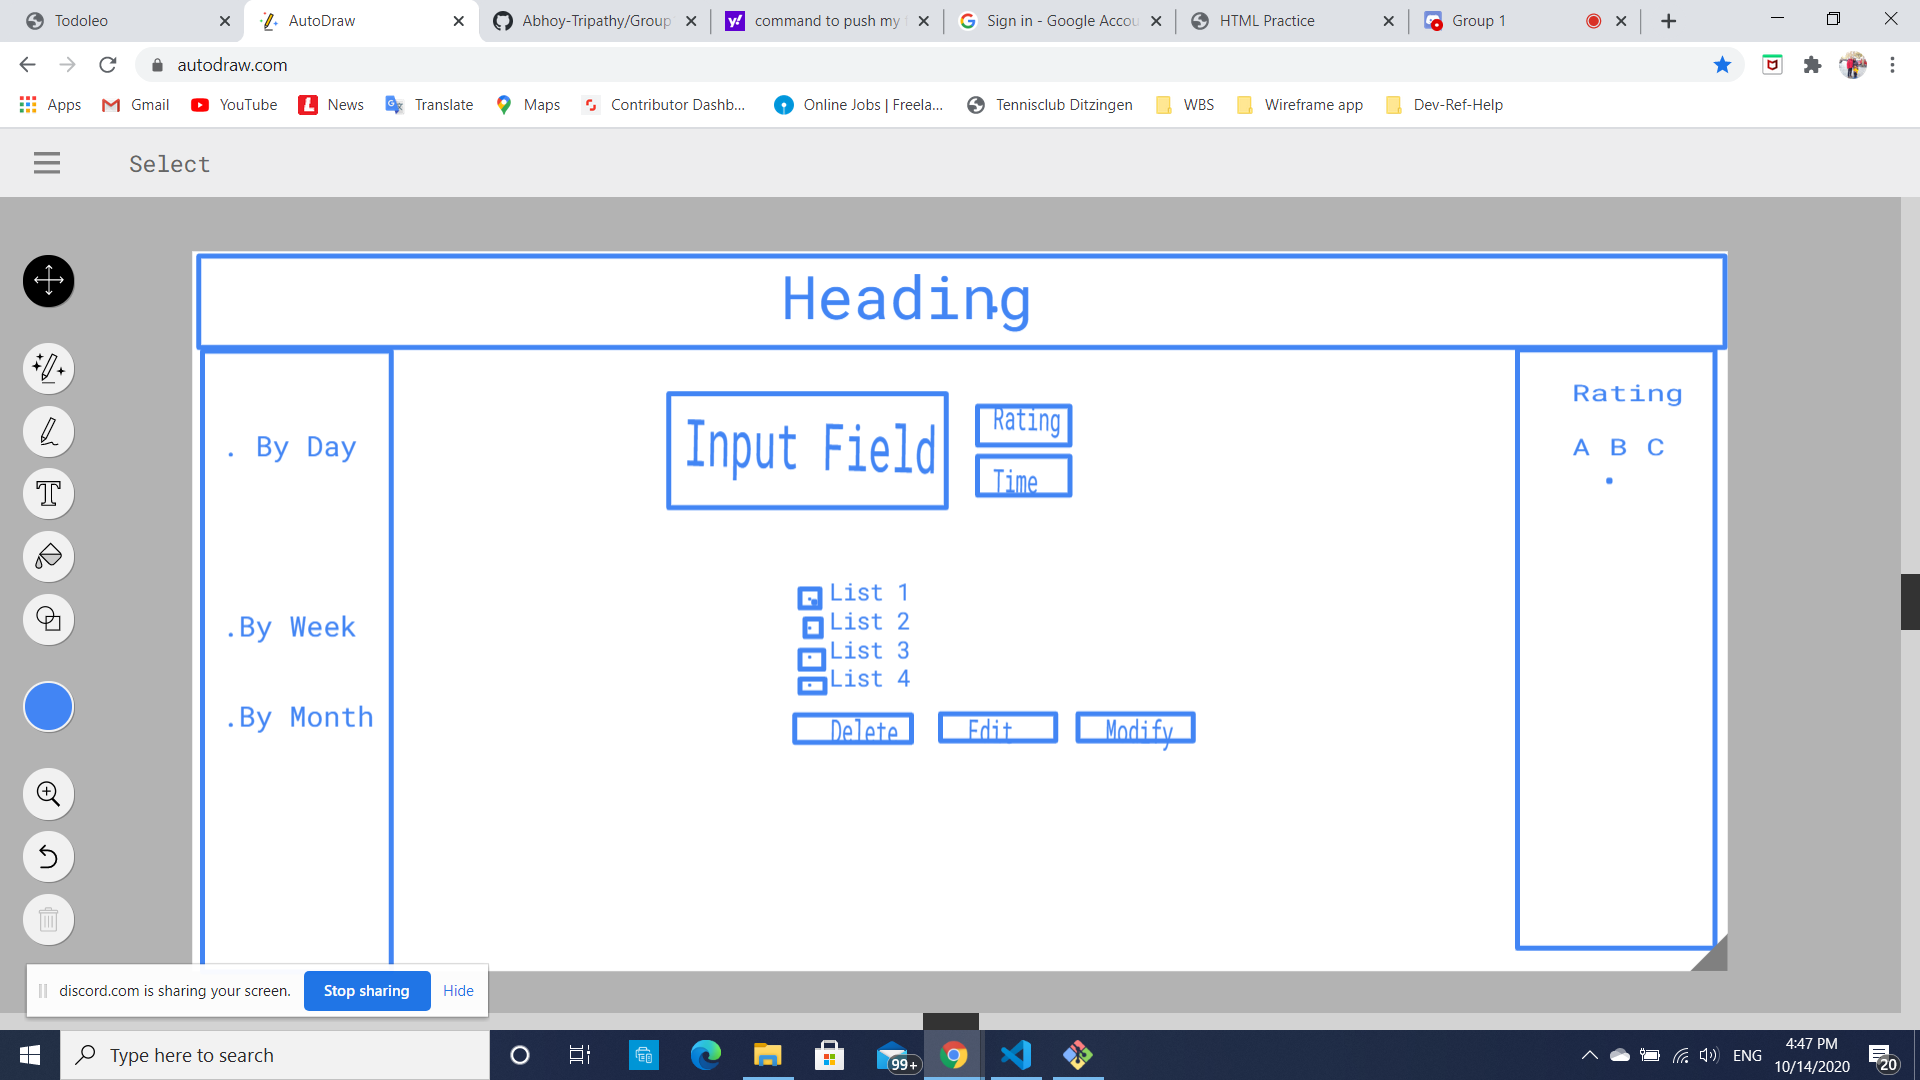 Todoleo
AutoDraw
Abhoy-Tripathy/Group
command to push my
Sign in - Google Accou
HTML Practice
Group 1
autodraw.com
Apps
Gmail
YouTube
News
Translate
Maps
Contributor Dashb...
Online Jobs | Freela...
Tennisclub Ditzingen
WBS
Wireframe app
Dev-Ref-Help
Select
Heading
. By Day
.By Week
.By Month
Input Field
Rating
Time
List 1
List 2
List 3
List 4
Delete
Edit
Modify
Rating
A B C
discord.com is sharing your screen.
Stop sharing
Hide
Type here to search
99+
ENG
4:47 PM
10/14/2020
20